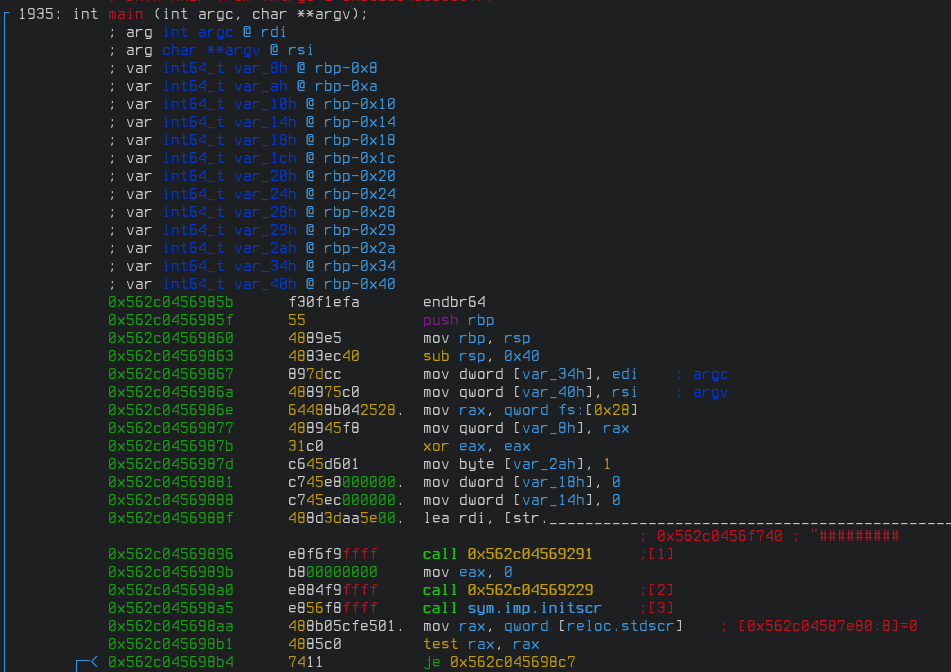 1935: int main (int argc, char **argv);
; arg int argc @ rdi
; arg char **argv @ rsi
; var int64_t var_8h @ rbp-0x8
; var int64_t var_ah @ rbp-0xa
; var int64_t var_10h @ rbp-0x10
; var int64_t var_14h @ rbp-0x14
; var int64_t var_18h @ rbp-0x18
; var int64_t var_1ch @ rbp-0x1c
; var int64_t var_20h @ rbp-0x20
; var int64_t var_24h @ rbp-0x24
; var int64_t var_28h @ rbp-0x28
; var int64_t var_29h @ rbp-0x29
; var int64_t var_2ah @ rbp-0x2a
; var int64_t var_34h @ rbp-0x34
; var int64_t var_40h @ rbp-0x40
0x562c0456985b f30f1efa endbr64
0x562c0456985f 55 push rbp
0x562c04569860 4889e5 mov rbp, rsp
0x562c04569863 4883ec40 sub rsp, 0x40
0x562c04569867 897dcc mov dword [var_34h], edi ; argc
0x562c0456986a 488975c0 mov qword [var_40h], rsi ; argv
0x562c0456986e 64488b042528. mov rax, qword fs:[0x28]
0x562c04569877 488945f8 mov qword [var_8h], rax
0x562c0456987b 31c0 xor eax, eax
0x562c0456987d c645d601 mov byte [var_2ah], 1
0x562c04569881 c745e8000000. mov dword [var_18h], 0
0x562c04569888 c745ec000000. mov dword [var_14h], 0
0x562c0456988f 488d3daa5e00. lea rdi, [str.______________________________________________
; 0x562c0456f740 ; "#########
0x562c04569896 e8f6f9ffff call 0x562c04569291 ;[1]
0x562c0456989b b800000000 mov eax, 0
0x562c045698a0 e884f9ffff call 0x562c04569229 ;[2]
0x562c045698a5 e856f8ffff call sym.imp.initscr ;[3]
0x562c045698aa 488b05cfe501. mov rax, qword [reloc.stdscr] ; [0x562c04587e80:8]=0
0x562c045698b1 4885c0 test rax, rax
0x562c045698b4 7411 je 0x562c045698c7